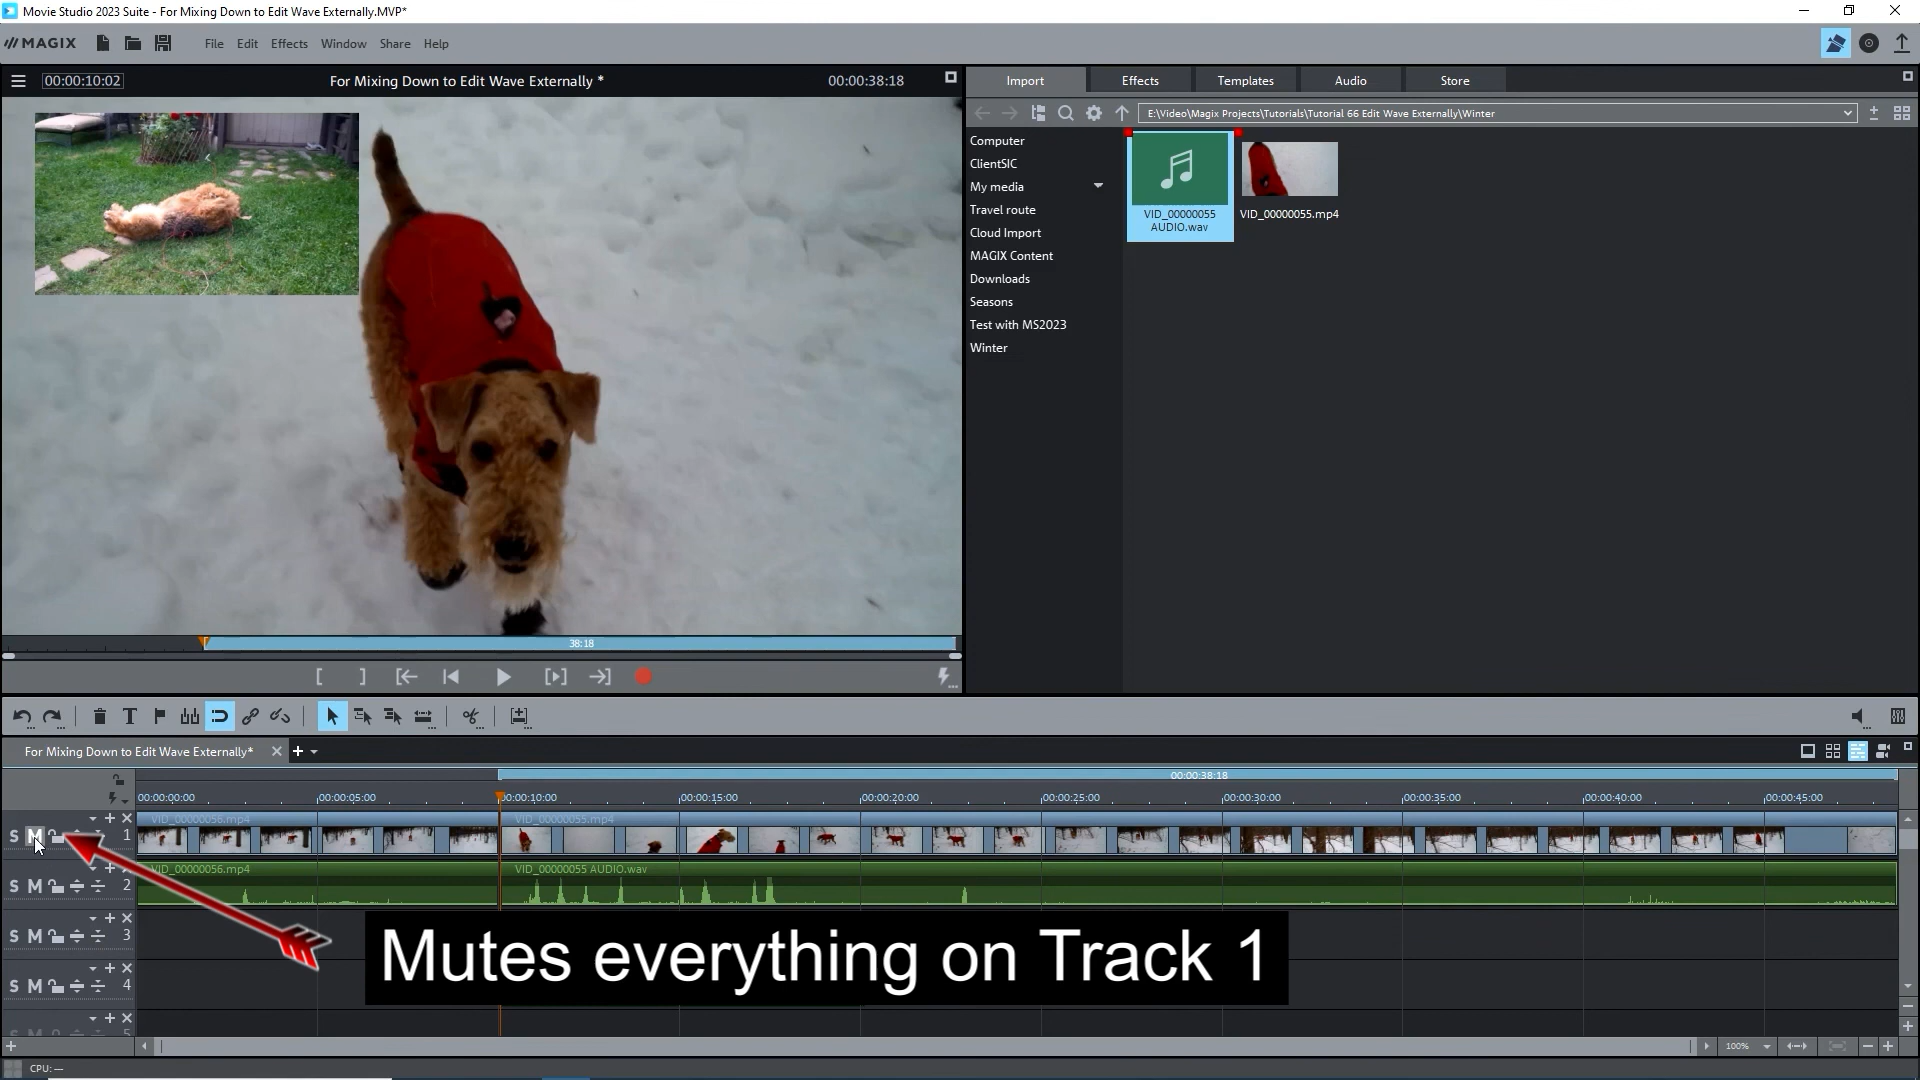 Movie Studio 2023 Suite - For Mixing Down to Edit Wave Externally.MVP*
MAGIX
File Edit Effects Window Share Help
00:00:10:02 For Mixing Down to Edit Wave Externally * 00:00:38:18
Import Effects Templates Audio Store
E:\Video\Magix Projects\Tutorials\Tutorial 66 Edit Wave Externally\Winter
Computer
ClientSIC
My media
Travel route
Cloud Import
MAGIX Content
Downloads
Seasons
Test with MS2023
Winter
VID_00000055
AUDIO.wav
VID_00000055.mp4
38:18
For Mixing Down to Edit Wave Externally*
00:00:38:18
00:00:00:00 00:00:05:00 00:00:10:00 00:00:15:00 00:00:20:00 00:00:25:00 00:00:30:00 00:00:35:00 00:00:40:00 00:00:45:00
VID_00000056.mp4 VID_00000055.mp4
S M 1
VID_00000056.mp4 VID_00000055 AUDIO.wav
S M 2
S M 3
Mutes everything on Track 1
S M 4
S M 5
100%
CPU: —